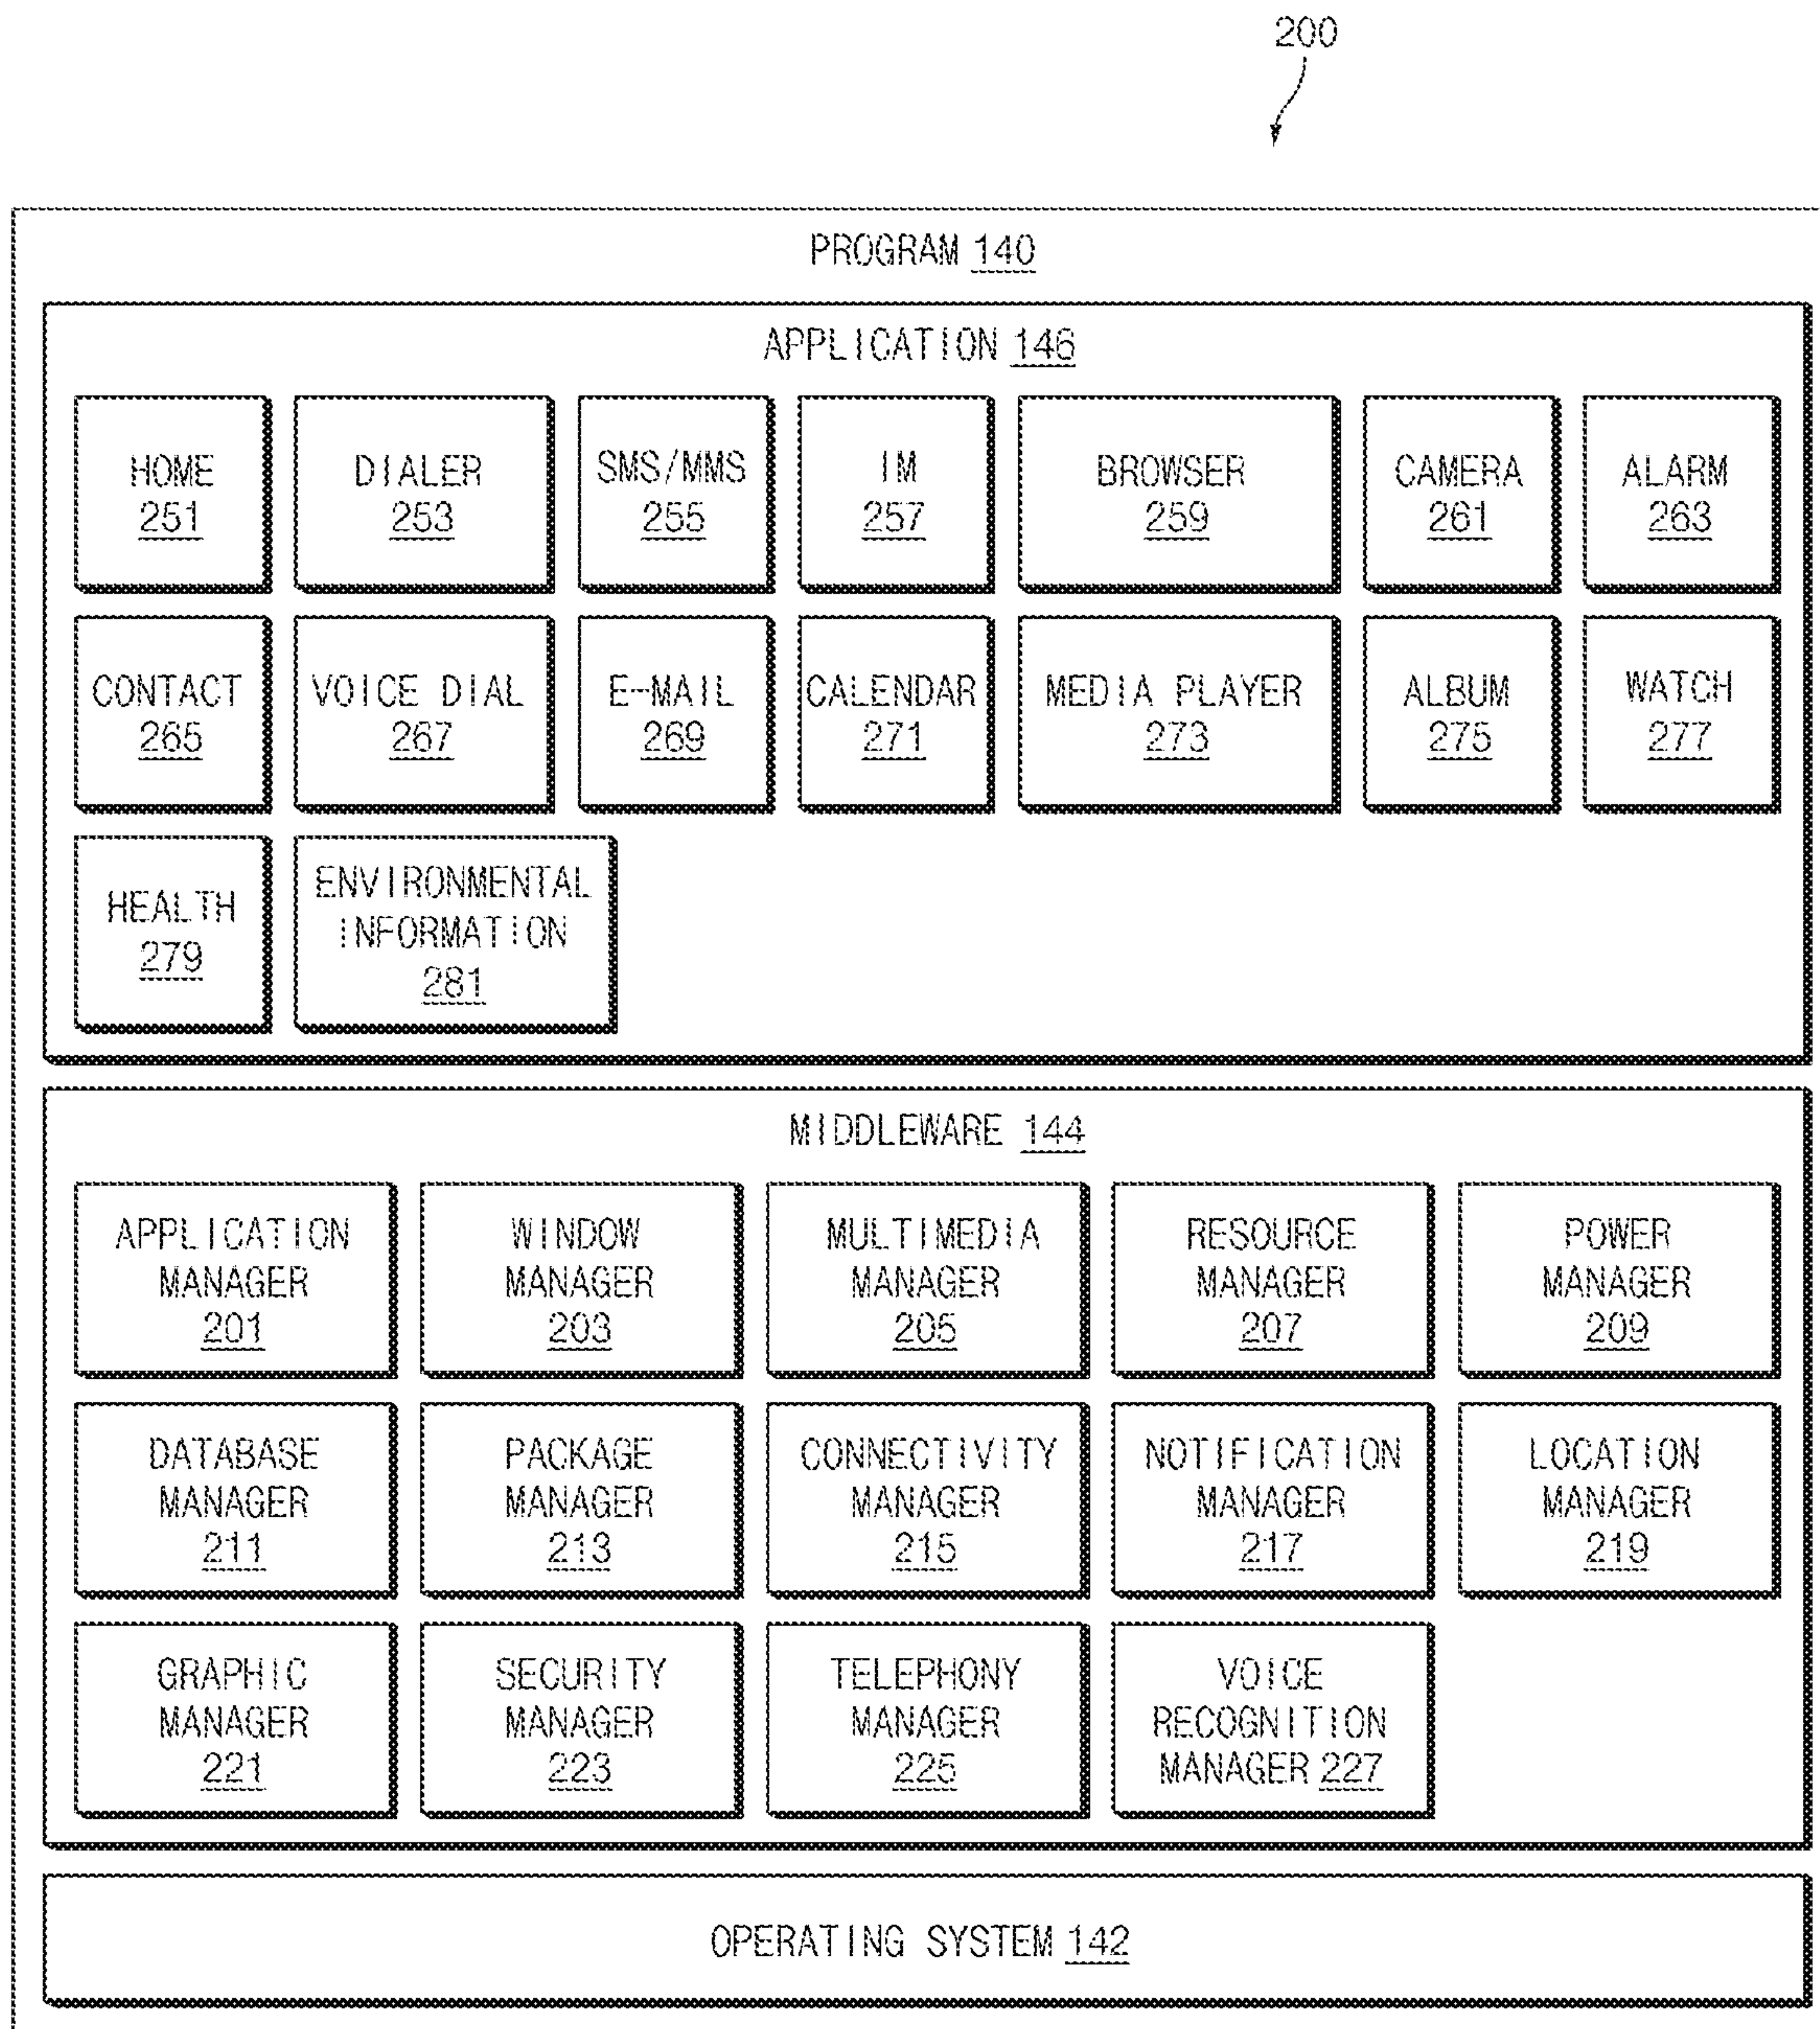 200
PROGRAM 140
APPLICATION 146
HOME
251
DIALER
253
SMS/MMS
255
IM
257
BROWSER
259
CAMERA
261
ALARM
263
CONTACT
265
VOICE DIAL
267
E-MAIL
269
CALENDAR
271
MEDIA PLAYER
273
ALBUM
275
WATCH
277
HEALTH
279
ENVIRONMENTAL
INFORMATION
281
MIDDLEWARE 144
APPLICATION
MANAGER
201
WINDOW
MANAGER
203
MULTIMEDIA
MANAGER
205
RESOURCE
MANAGER
207
POWER
MANAGER
209
DATABASE
MANAGER
211
PACKAGE
MANAGER
213
CONNECTIVITY
MANAGER
215
NOTIFICATION
MANAGER
217
LOCATION
MANAGER
219
GRAPHIC
MANAGER
221
SECURITY
MANAGER
223
TELEPHONY
MANAGER
225
VOICE
RECOGNITION
MANAGER 227
OPERATING SYSTEM 142